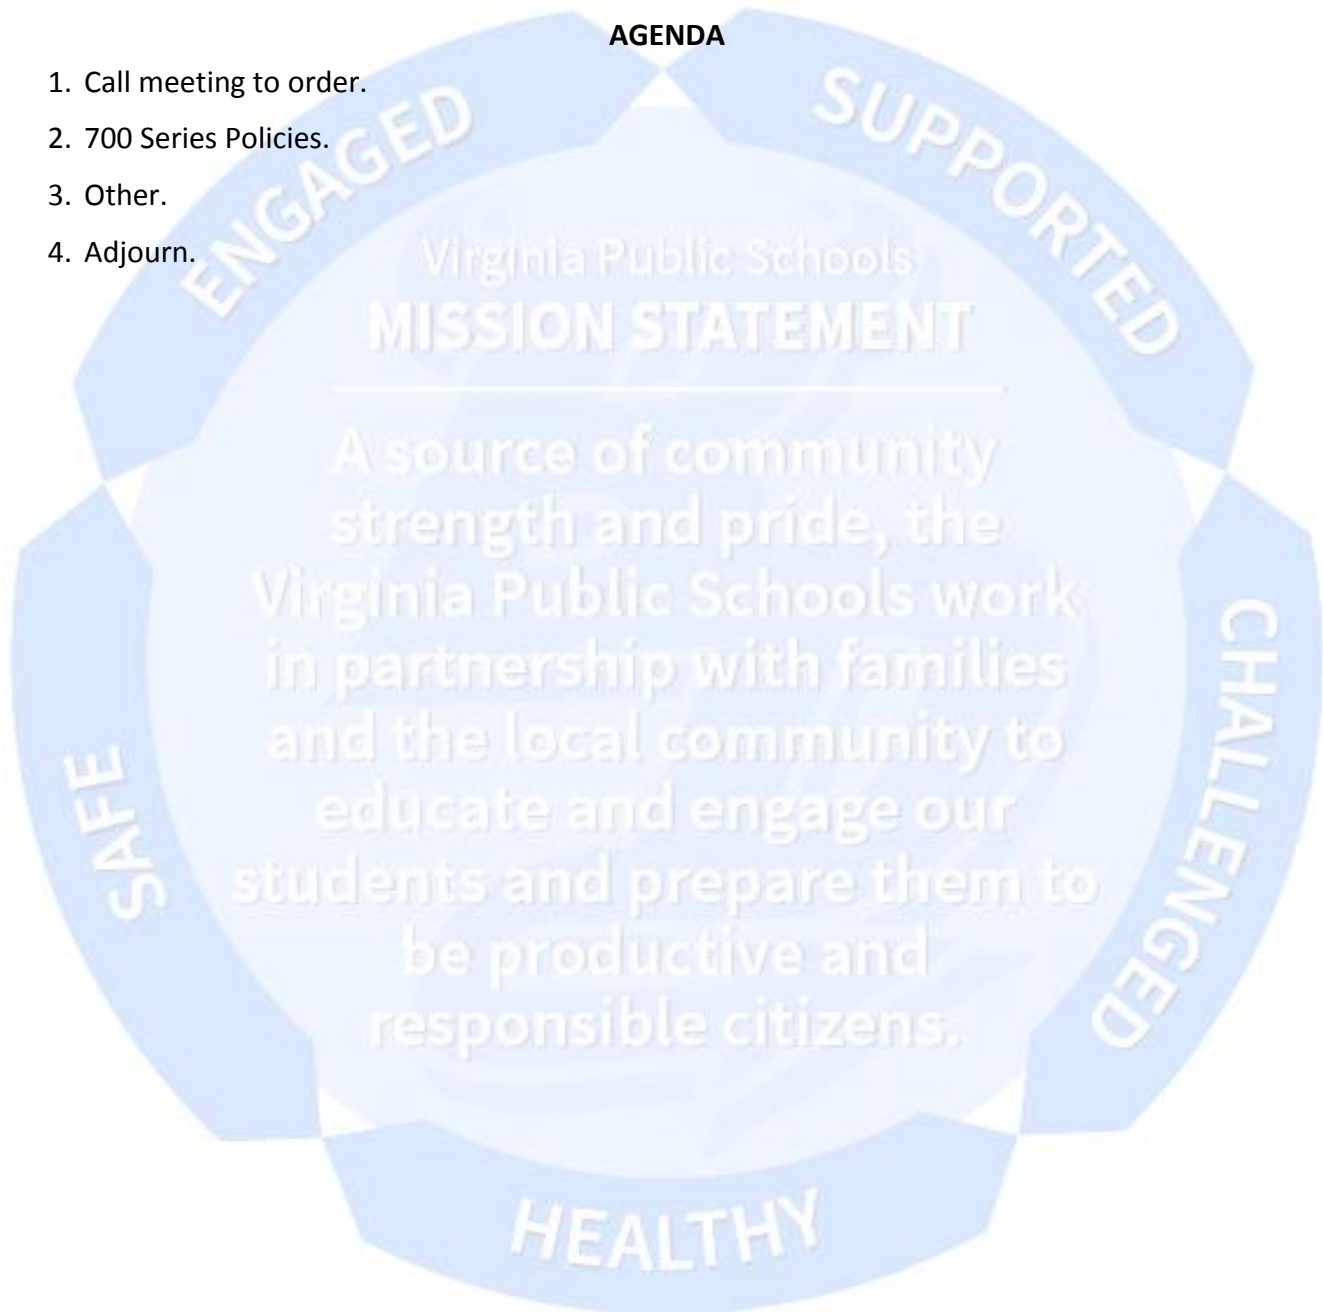 AGENDA
1. Call meeting to order.
2. 700 Series Policies.
3. Other.
4. Adjourn.
ENGAGED
SUPPORTED
CHALLENGED
HEALTHY
SAFE
Virginia Public Schools
MISSION STATEMENT
A source of community
strength and pride, the
Virginia Public Schools work
in partnership with families
and the local community to
educate and engage our
students and prepare them to
be productive and
responsible citizens.